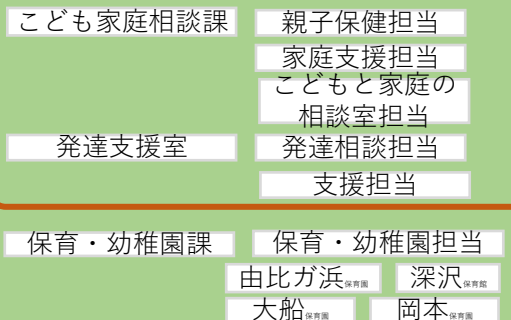 こども家庭相談課 親子保健担当
家庭支援担当
こどもと家庭の
相談室担当
発達支援室 発達相談担当
支援担当
保育・幼稚園課 保育・幼稚園担当
由比ガ浜保育園 深沢保育館
大船保育園 岡本保育園